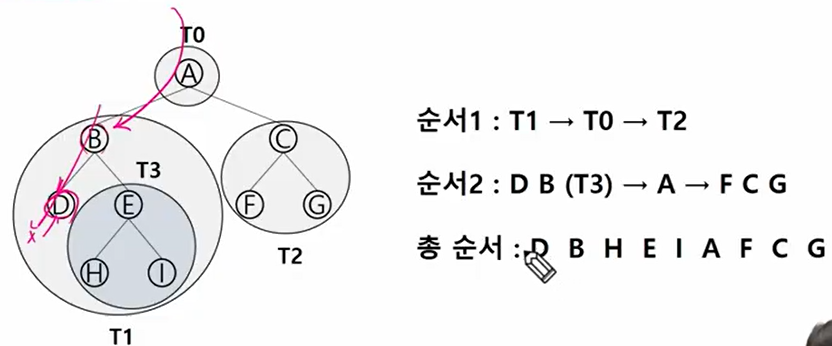 T0
A
B
C
T3
D
E
F
G
H
I
T2
T1
순서1 : T1 → T0 → T2
순서2 : D B (T3) → A → F C G
총 순서 : D B H E I A F C G